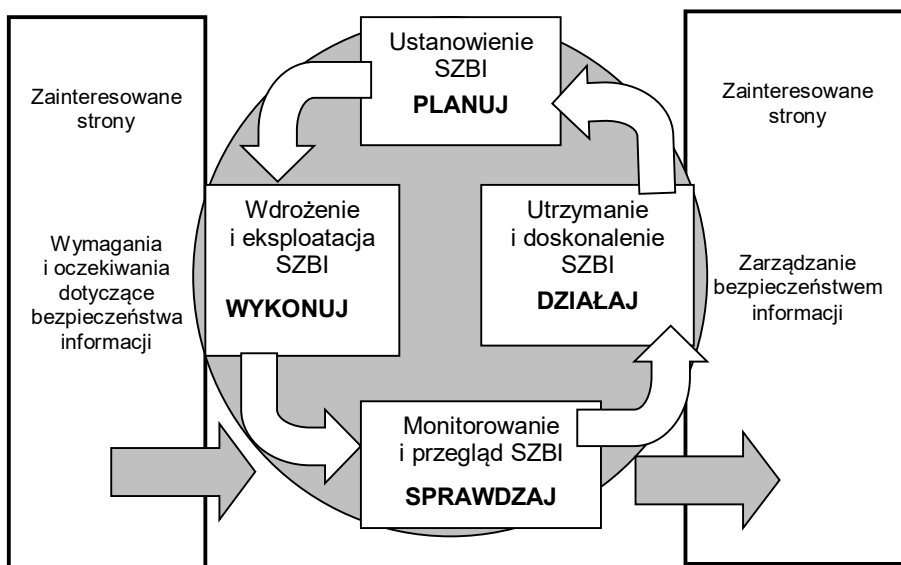 Zainteresowane
strony
Wymagania
i oczekiwania
dotyczące
bezpieczeństwa
informacji
Ustanowienie
SZBI
PLANUJ
Wdrożenie
i eksploatacja
SZBI
WYKONUJ
Utrzymanie
i doskonalenie
SZBI
DZIAŁAJ
Monitorowanie
i przegląd SZBI
SPRAWDZAJ
Zainteresowane
strony
Zarządzanie
bezpieczeństwem
informacji